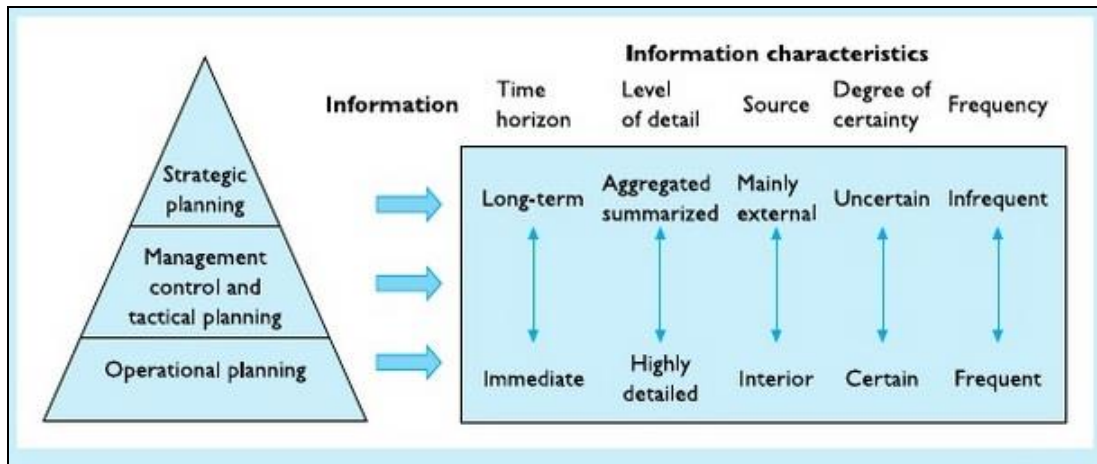 Information characteristics
Information
Time
horizon
Level
of detail
Source
Degree of
certainty
Frequency
Strategic
planning
Management
control and
tactical planning
Operational planning
Long-term
Aggregated
summarized
Mainly
external
Uncertain
Infrequent
Immediate
Highly
detailed
Interior
Certain
Frequent